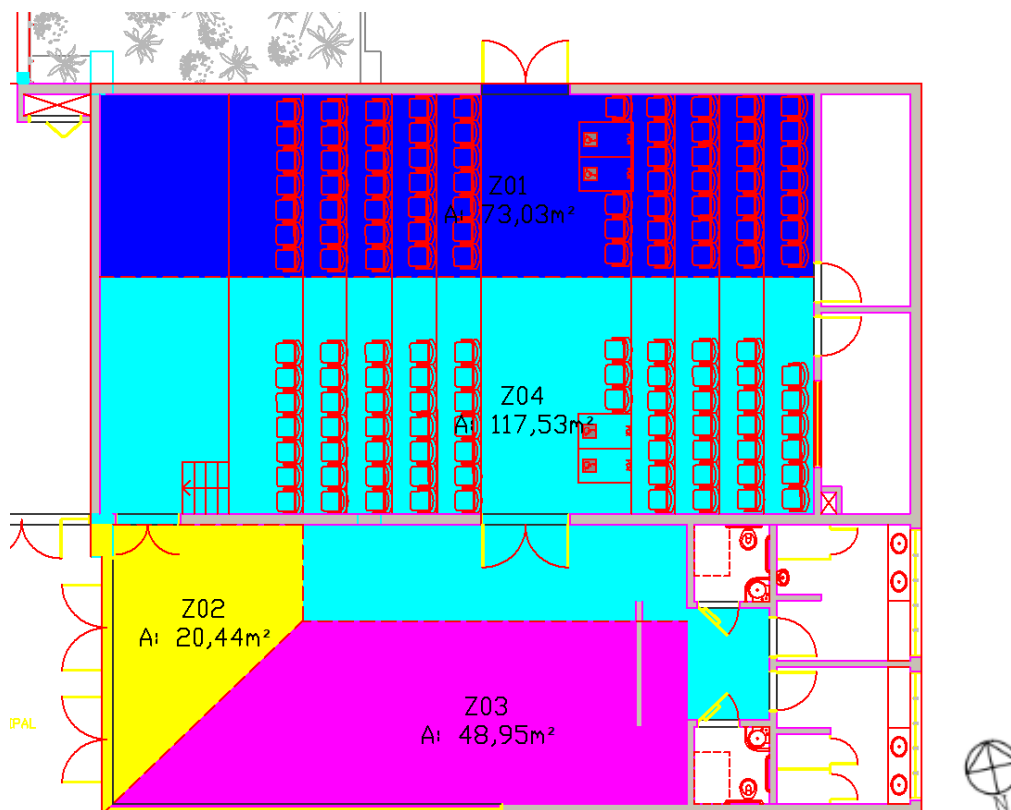 Z01
A: 73,03m²
Z04
A: 117,53m²
Z02
A: 20,44m²
Z03
A: 48,95m²
IPAL
N